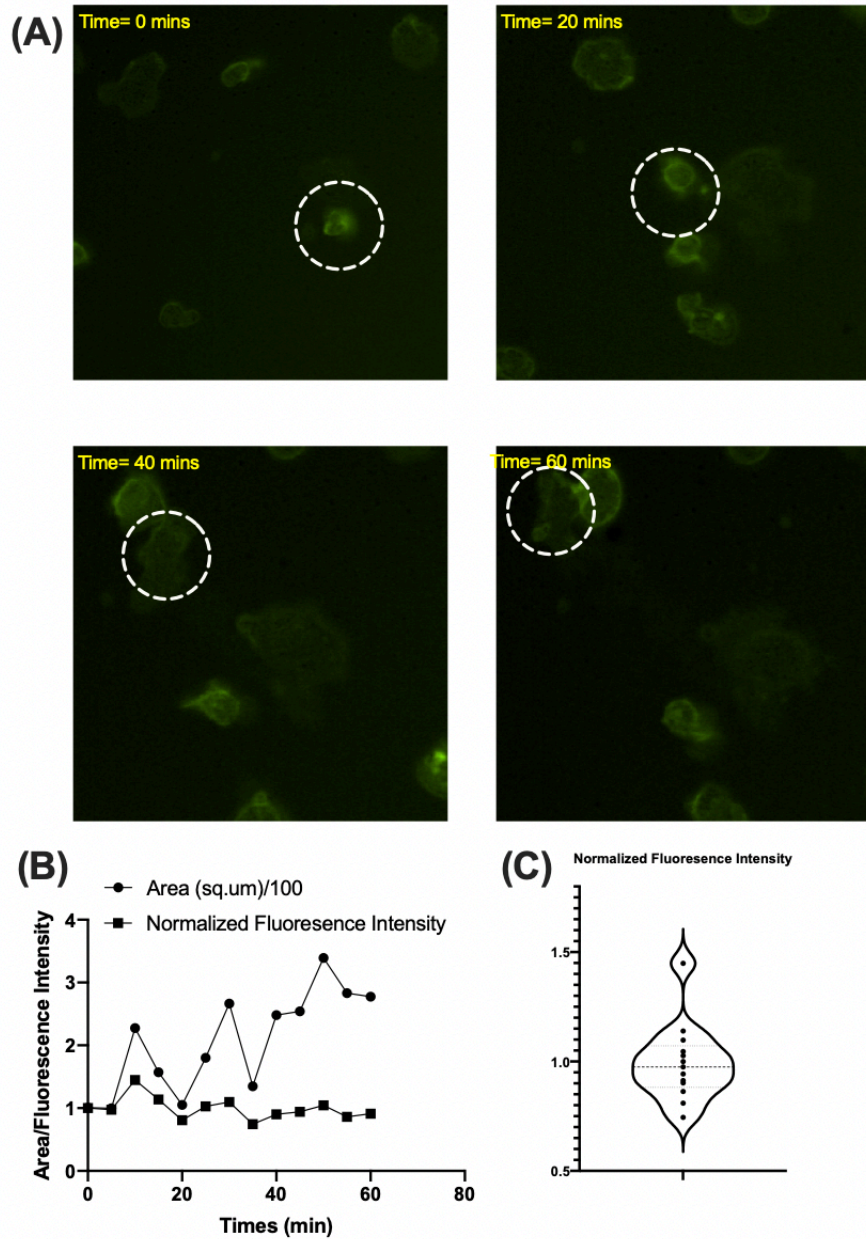 (A)
Time= 0 mins
Time= 20 mins
Time= 40 mins
Time= 60 mins
(B)
Area (sq.um)/100
Normalized Fluoresence Intensity
Area/Fluorescence Intensity
4
3
2
1
0
0 20 40 60 80
Times (min)
(C)
Normalized Fluoresence Intensity
1.5
1.0
0.5